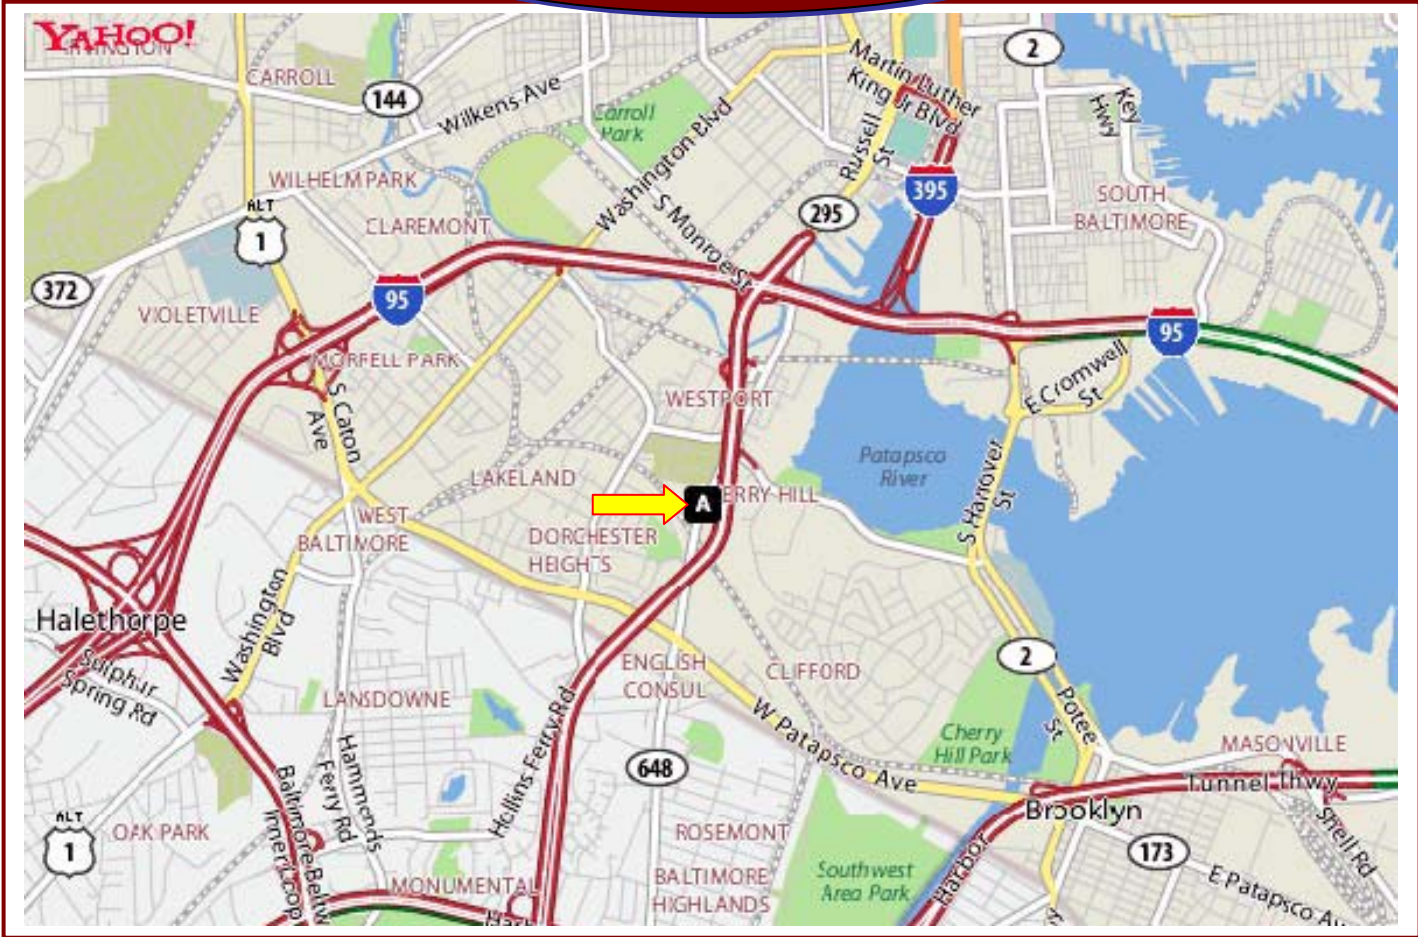 YAHOO!
CARROLL
144
Wilkens Ave
Carroll
Park
Washington Blvd
Martin Luther
King Jr Blvd
Russell
St
2
Key
Hwy
WILHELM PARK
ALT
1
CLAREMONT
S Monroe St
295
395
SOUTH
BALTIMORE
372
VIOLETVILLE
95
95
MORFELL PARK
S Caton
Ave
WESTPORT
E Cromwell
St
Patapsco
River
LAKELAND
A
ERRY HILL
S Hanover
St
WEST
BALTIMORE
DORCHESTER
HEIGHTS
Halethorpe
Washington
Blvd
Sulphur
Spring Rd
LANSDOWNE
ENGLISH
CONSUL
CLIFFORD
2
Potee
St
Hollins Ferry Rd
W Patapsco Ave
Cherry
Hill Park
MASONVILLE
648
Hammonds
Ferry Rd
Baltimore Beltw
Inner Loop
Tunnel Thwy
Brooklyn
ALT
1
OAK PARK
ROSEMONT
173
Shell Rd
MONUMENTAL
BALTIMORE
HIGHLANDS
Southwest
Area Park
Harbor
E Patapsco Av